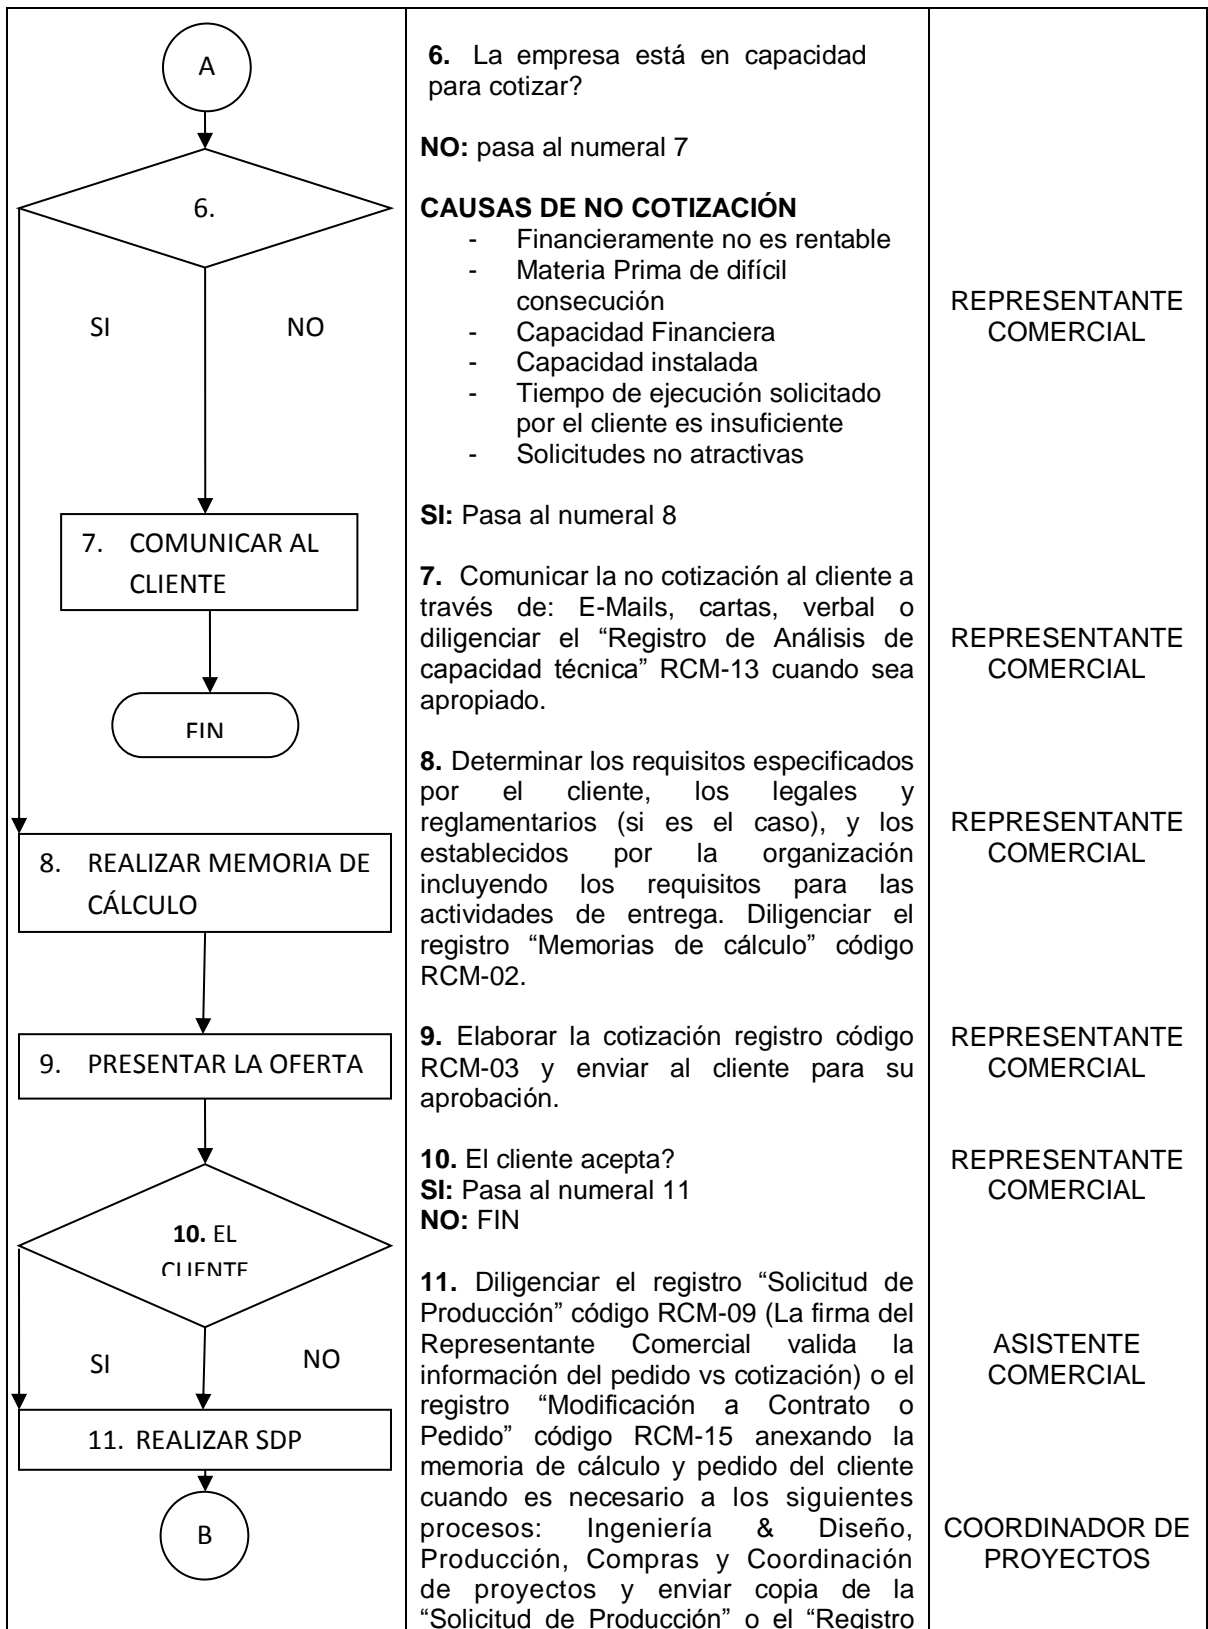 A
6.
SI
NO
7. COMUNICAR AL
CLIENTE
FIN
8. REALIZAR MEMORIA DE
CÁLCULO
9. PRESENTAR LA OFERTA
10. EL
CLIENTE
SI
NO
11. REALIZAR SDP
B
6. La empresa está en capacidad
para cotizar?
NO: pasa al numeral 7
CAUSAS DE NO COTIZACIÓN
- Financieramente no es rentable
- Materia Prima de difícil
consecución
- Capacidad Financiera
- Capacidad instalada
- Tiempo de ejecución solicitado
por el cliente es insuficiente
- Solicitudes no atractivas
SI: Pasa al numeral 8
7. Comunicar la no cotización al cliente a
través de: E-Mails, cartas, verbal o
diligenciar el “Registro de Análisis de
capacidad técnica” RCM-13 cuando sea
apropiado.
8. Determinar los requisitos especificados
por el cliente, los legales y
reglamentarios (si es el caso), y los
establecidos por la organización
incluyendo los requisitos para las
actividades de entrega. Diligenciar el
registro “Memorias de cálculo” código
RCM-02.
9. Elaborar la cotización registro código
RCM-03 y enviar al cliente para su
aprobación.
10. El cliente acepta?
SI: Pasa al numeral 11
NO: FIN
11. Diligenciar el registro “Solicitud de
Producción” código RCM-09 (La firma del
Representante Comercial valida la
información del pedido vs cotización) o el
registro “Modificación a Contrato o
Pedido” código RCM-15 anexando la
memoria de cálculo y pedido del cliente
cuando es necesario a los siguientes
procesos: Ingeniería & Diseño,
Producción, Compras y Coordinación
de proyectos y enviar copia de la
“Solicitud de Producción” o el “Registro
REPRESENTANTE
COMERCIAL
REPRESENTANTE
COMERCIAL
REPRESENTANTE
COMERCIAL
REPRESENTANTE
COMERCIAL
REPRESENTANTE
COMERCIAL
ASISTENTE
COMERCIAL
COORDINADOR DE
PROYECTOS